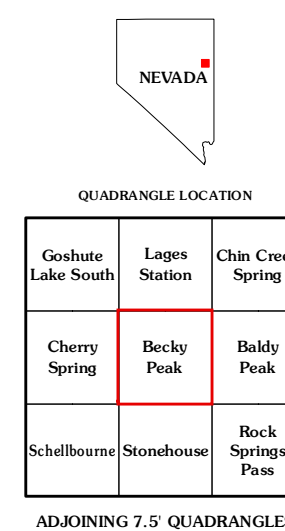 NEVADA
QUADRANGLE LOCATION
Goshute
Lake South
Lages
Station
Chin Cree
Spring
Cherry
Spring
Becky
Peak
Baldy
Peak
Schellbourne
Stonehouse
Rock
Springs
Pass
ADJOINING 7.5' QUADRANGLE